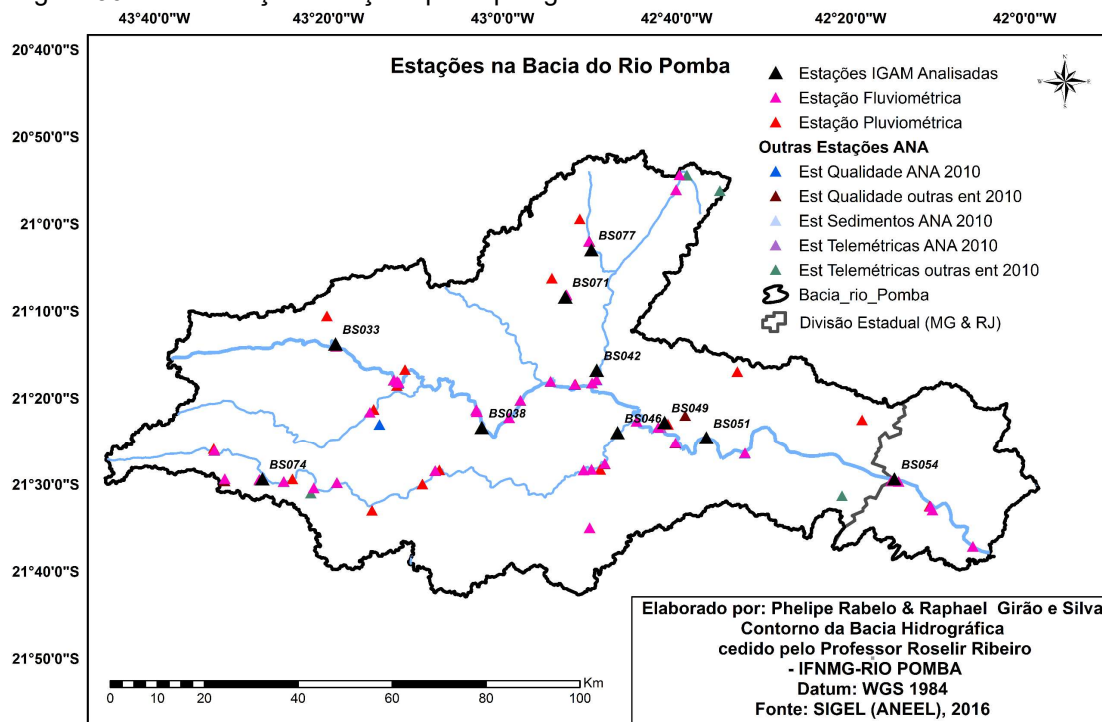 43°40'0"W 43°20'0"W 43°0'0"W 42°40'0"W 42°20'0"W 42°0'0"W
20°40'0"S
20°50'0"S
21°0'0"S
21°10'0"S
21°20'0"S
21°30'0"S
21°40'0"S
21°50'0"S
Estações na Bacia do Rio Pomba
Estações IGAM Analisadas
Estação Fluviométrica
Estação Pluviométrica
Outras Estações ANA
Est Qualidade ANA 2010
Est Qualidade outras ent 2010
Est Sedimentos ANA 2010
Est Telemétricas ANA 2010
Est Telemétricas outras ent 2010
Bacia_rio_Pomba
Divisão Estadual (MG & RJ)
N
W
E
S
BS077
BS071
BS033
BS042
BS038
BS046
BS049
BS051
BS074
BS054
0 10 20 40 60 80 100
Km
Elaborado por: Phelipe Rabelo & Raphael Girão e Silva
Contorno da Bacia Hidrográfica
cedido pelo Professor Roselir Ribeiro
- IFNMG-RIO POMBA
Datum: WGS 1984
Fonte: SIGEL (ANEEL), 2016